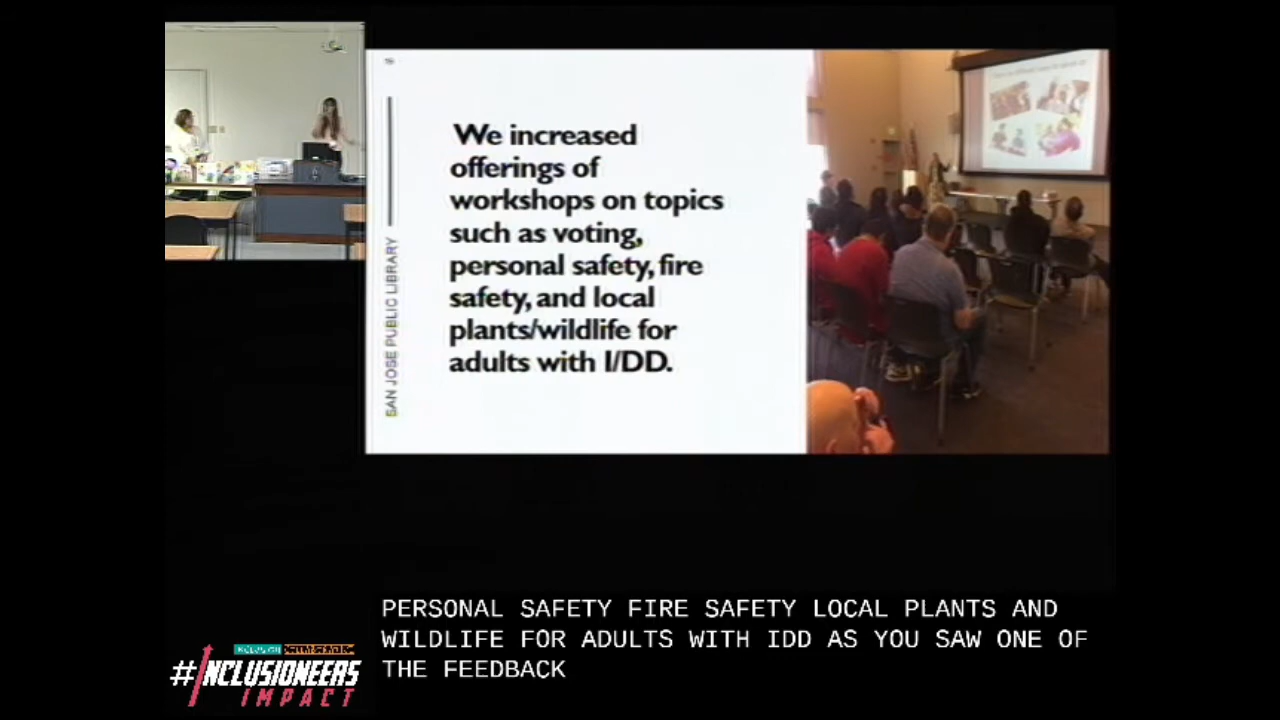 We increased
offerings of
workshops on topics
such as voting,
personal safety, fire
safety, and local
plants/wildlife for
adults with I/DD.
SAN JOSE PUBLIC LIBRARY
PERSONAL SAFETY FIRE SAFETY LOCAL PLANTS AND
WILDLIFE FOR ADULTS WITH IDD AS YOU SAW ONE OF
THE FEEDBACK
#INCLUSIONEERS
IMPACT